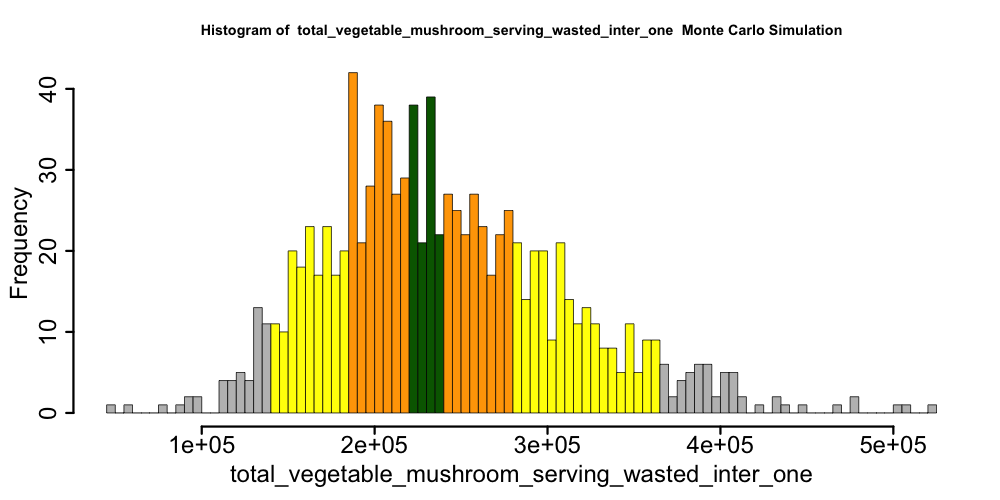 Histogram of  total_vegetable_mushroom_serving_wasted_inter_one  Monte Carlo Simulation
Frequency
40
30
20
10
0
1e+05 2e+05 3e+05 4e+05 5e+05
total_vegetable_mushroom_serving_wasted_inter_one